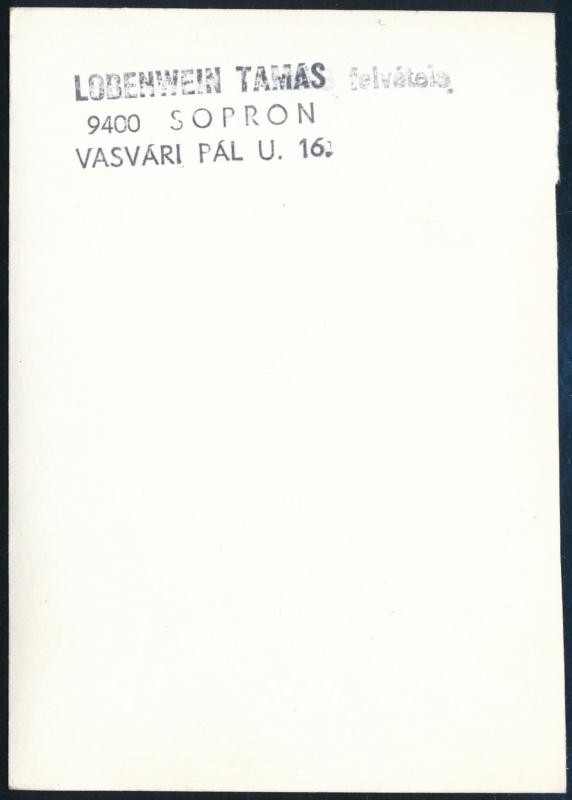 LOBENWEIN TAMÁS felvétele
9400 SOPRON
VASVÁRI PÁL U. 16.